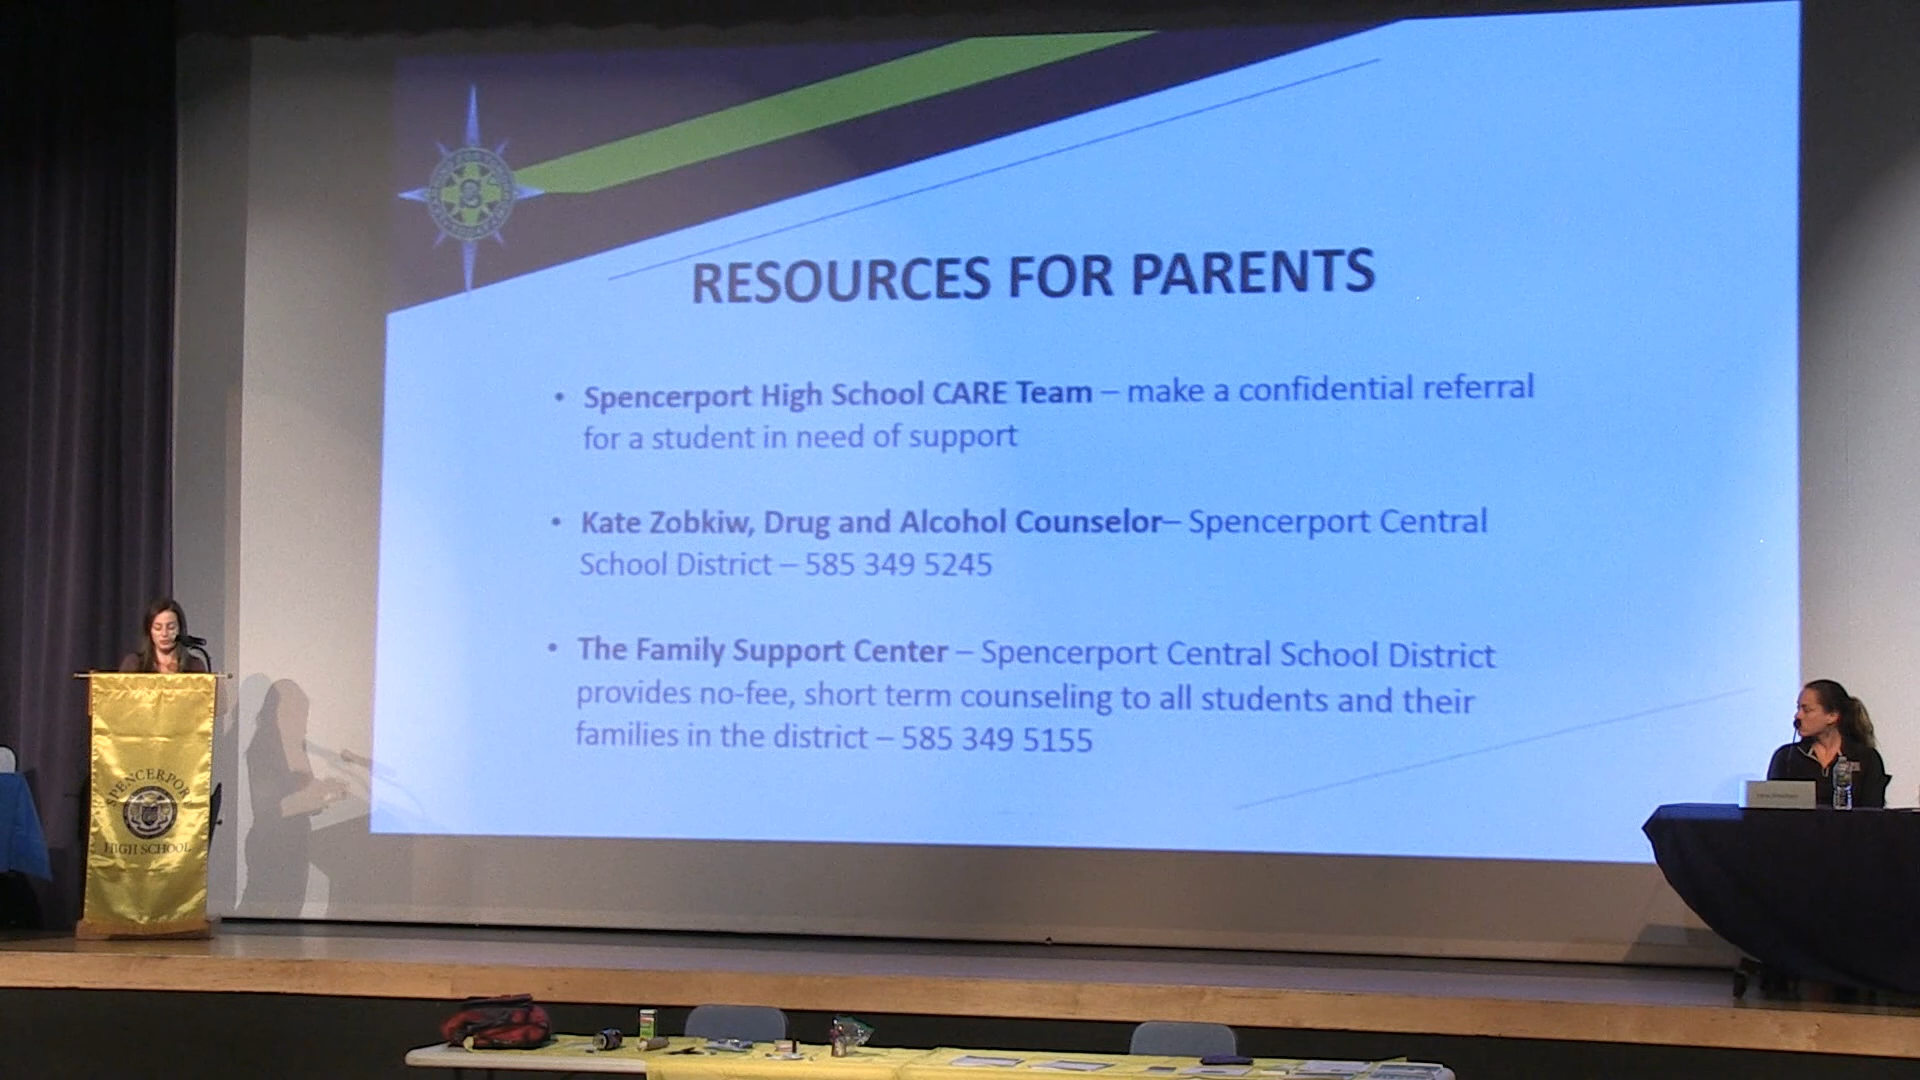 RESOURCES FOR PARENTS
• Spencerport High School CARE Team – make a confidential referral
for a student in need of support
• Kate Zobkiw, Drug and Alcohol Counselor– Spencerport Central
School District – 585 349 5245
• The Family Support Center – Spencerport Central School District
provides no-fee, short term counseling to all students and their
families in the district – 585 349 5155
SPENCERPORT
HIGH SCHOOL